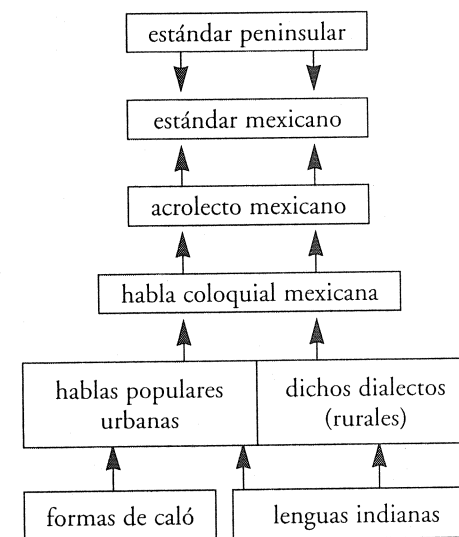 estándar peninsular
estándar mexicano
acrolecto mexicano
habla coloquial mexicana
hablas populares
urbanas
dichos dialectos
(rurales)
formas de caló
lenguas indianas